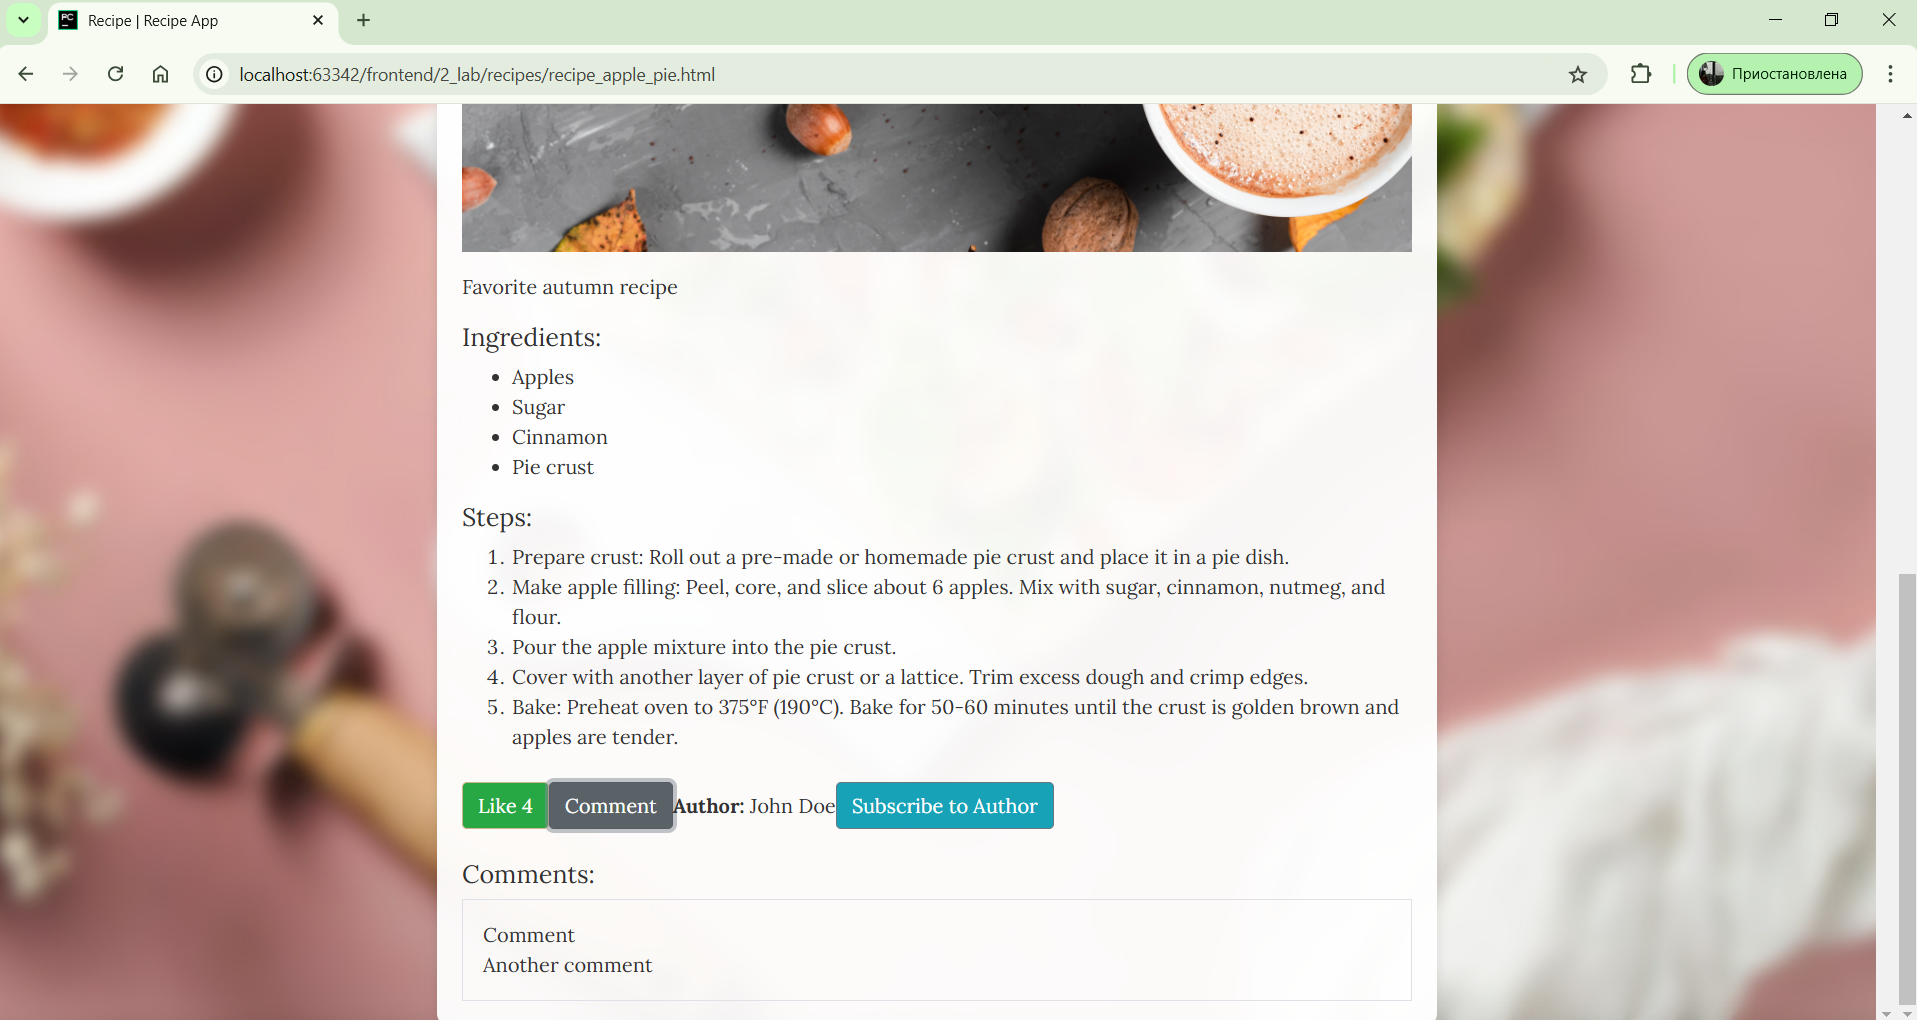 PC
Recipe | Recipe App
localhost:63342/frontend/2_lab/recipes/recipe_apple_pie.html
Приостановлена
Favorite autumn recipe
Ingredients:
• Apples
• Sugar
• Cinnamon
• Pie crust
Steps:
1. Prepare crust: Roll out a pre-made or homemade pie crust and place it in a pie dish.
2. Make apple filling: Peel, core, and slice about 6 apples. Mix with sugar, cinnamon, nutmeg, and
flour.
3. Pour the apple mixture into the pie crust.
4. Cover with another layer of pie crust or a lattice. Trim excess dough and crimp edges.
5. Bake: Preheat oven to 375°F (190°C). Bake for 50-60 minutes until the crust is golden brown and
apples are tender.
Like 4 Comment Author: John Doe Subscribe to Author
Comments:
Comment
Another comment